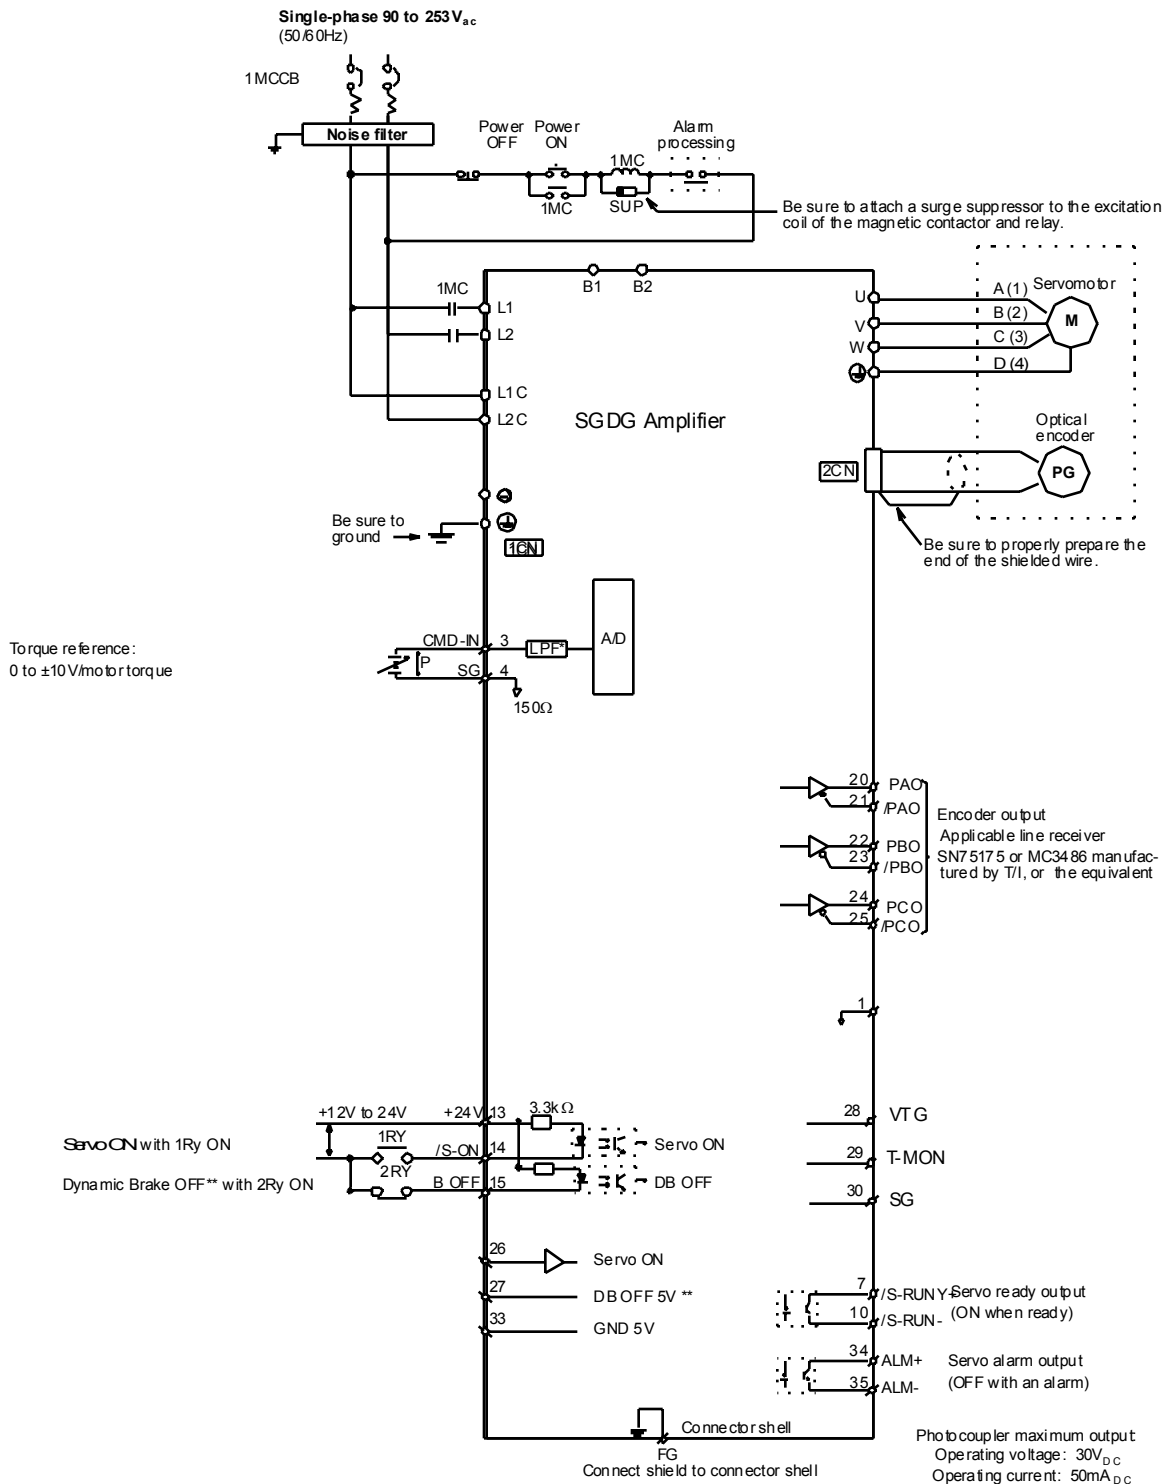 Single-phase 90 to 253Vac
(50/60Hz)
1MCCB
Noise filter
Power OFF
Power ON
Alarm processing
1MC
1MC
SUP
Be sure to attach a surge suppressor to the excitation
coil of the magnetic contactor and relay.
B1
B2
1MC
L1
L2
L1C
L2C
SGDG Amplifier
U
V
W
A (1)
B (2)
C (3)
D (4)
Servomotor
M
Optical
encoder
PG
2CN
Be sure to properly prepare the
end of the shielded wire.
Be sure to
ground
1CN
Torque reference:
0 to ±10V/motor torque
CMD-IN
3
LPF*
A/D
P
SG
4
150Ω
20
PAO
21
/PAO
22
PBO
23
/PBO
24
PCO
25
/PCO
Encoder output
Applicable line receiver
SN75175 or MC3486 manufac-
tured by T/I, or the equivalent
1
+12V to 24V
+24V
13
3.3kΩ
Servo ON with 1Ry ON
1RY
/S-ON
14
Servo ON
Dynamic Brake OFF** with 2Ry ON
2RY
B OFF
15
DB OFF
28
VTG
29
T-MON
30
SG
26
Servo ON
27
DB OFF 5V **
33
GND 5V
7
/S-RUNY+
Servo ready output
10
/S-RUN-
(ON when ready)
34
ALM+
Servo alarm output
35
ALM-
(OFF with an alarm)
Connector shell
FG
Connect shield to connector shell
Photocoupler maximum output
Operating voltage: 30VDC
Operating current: 50mADC